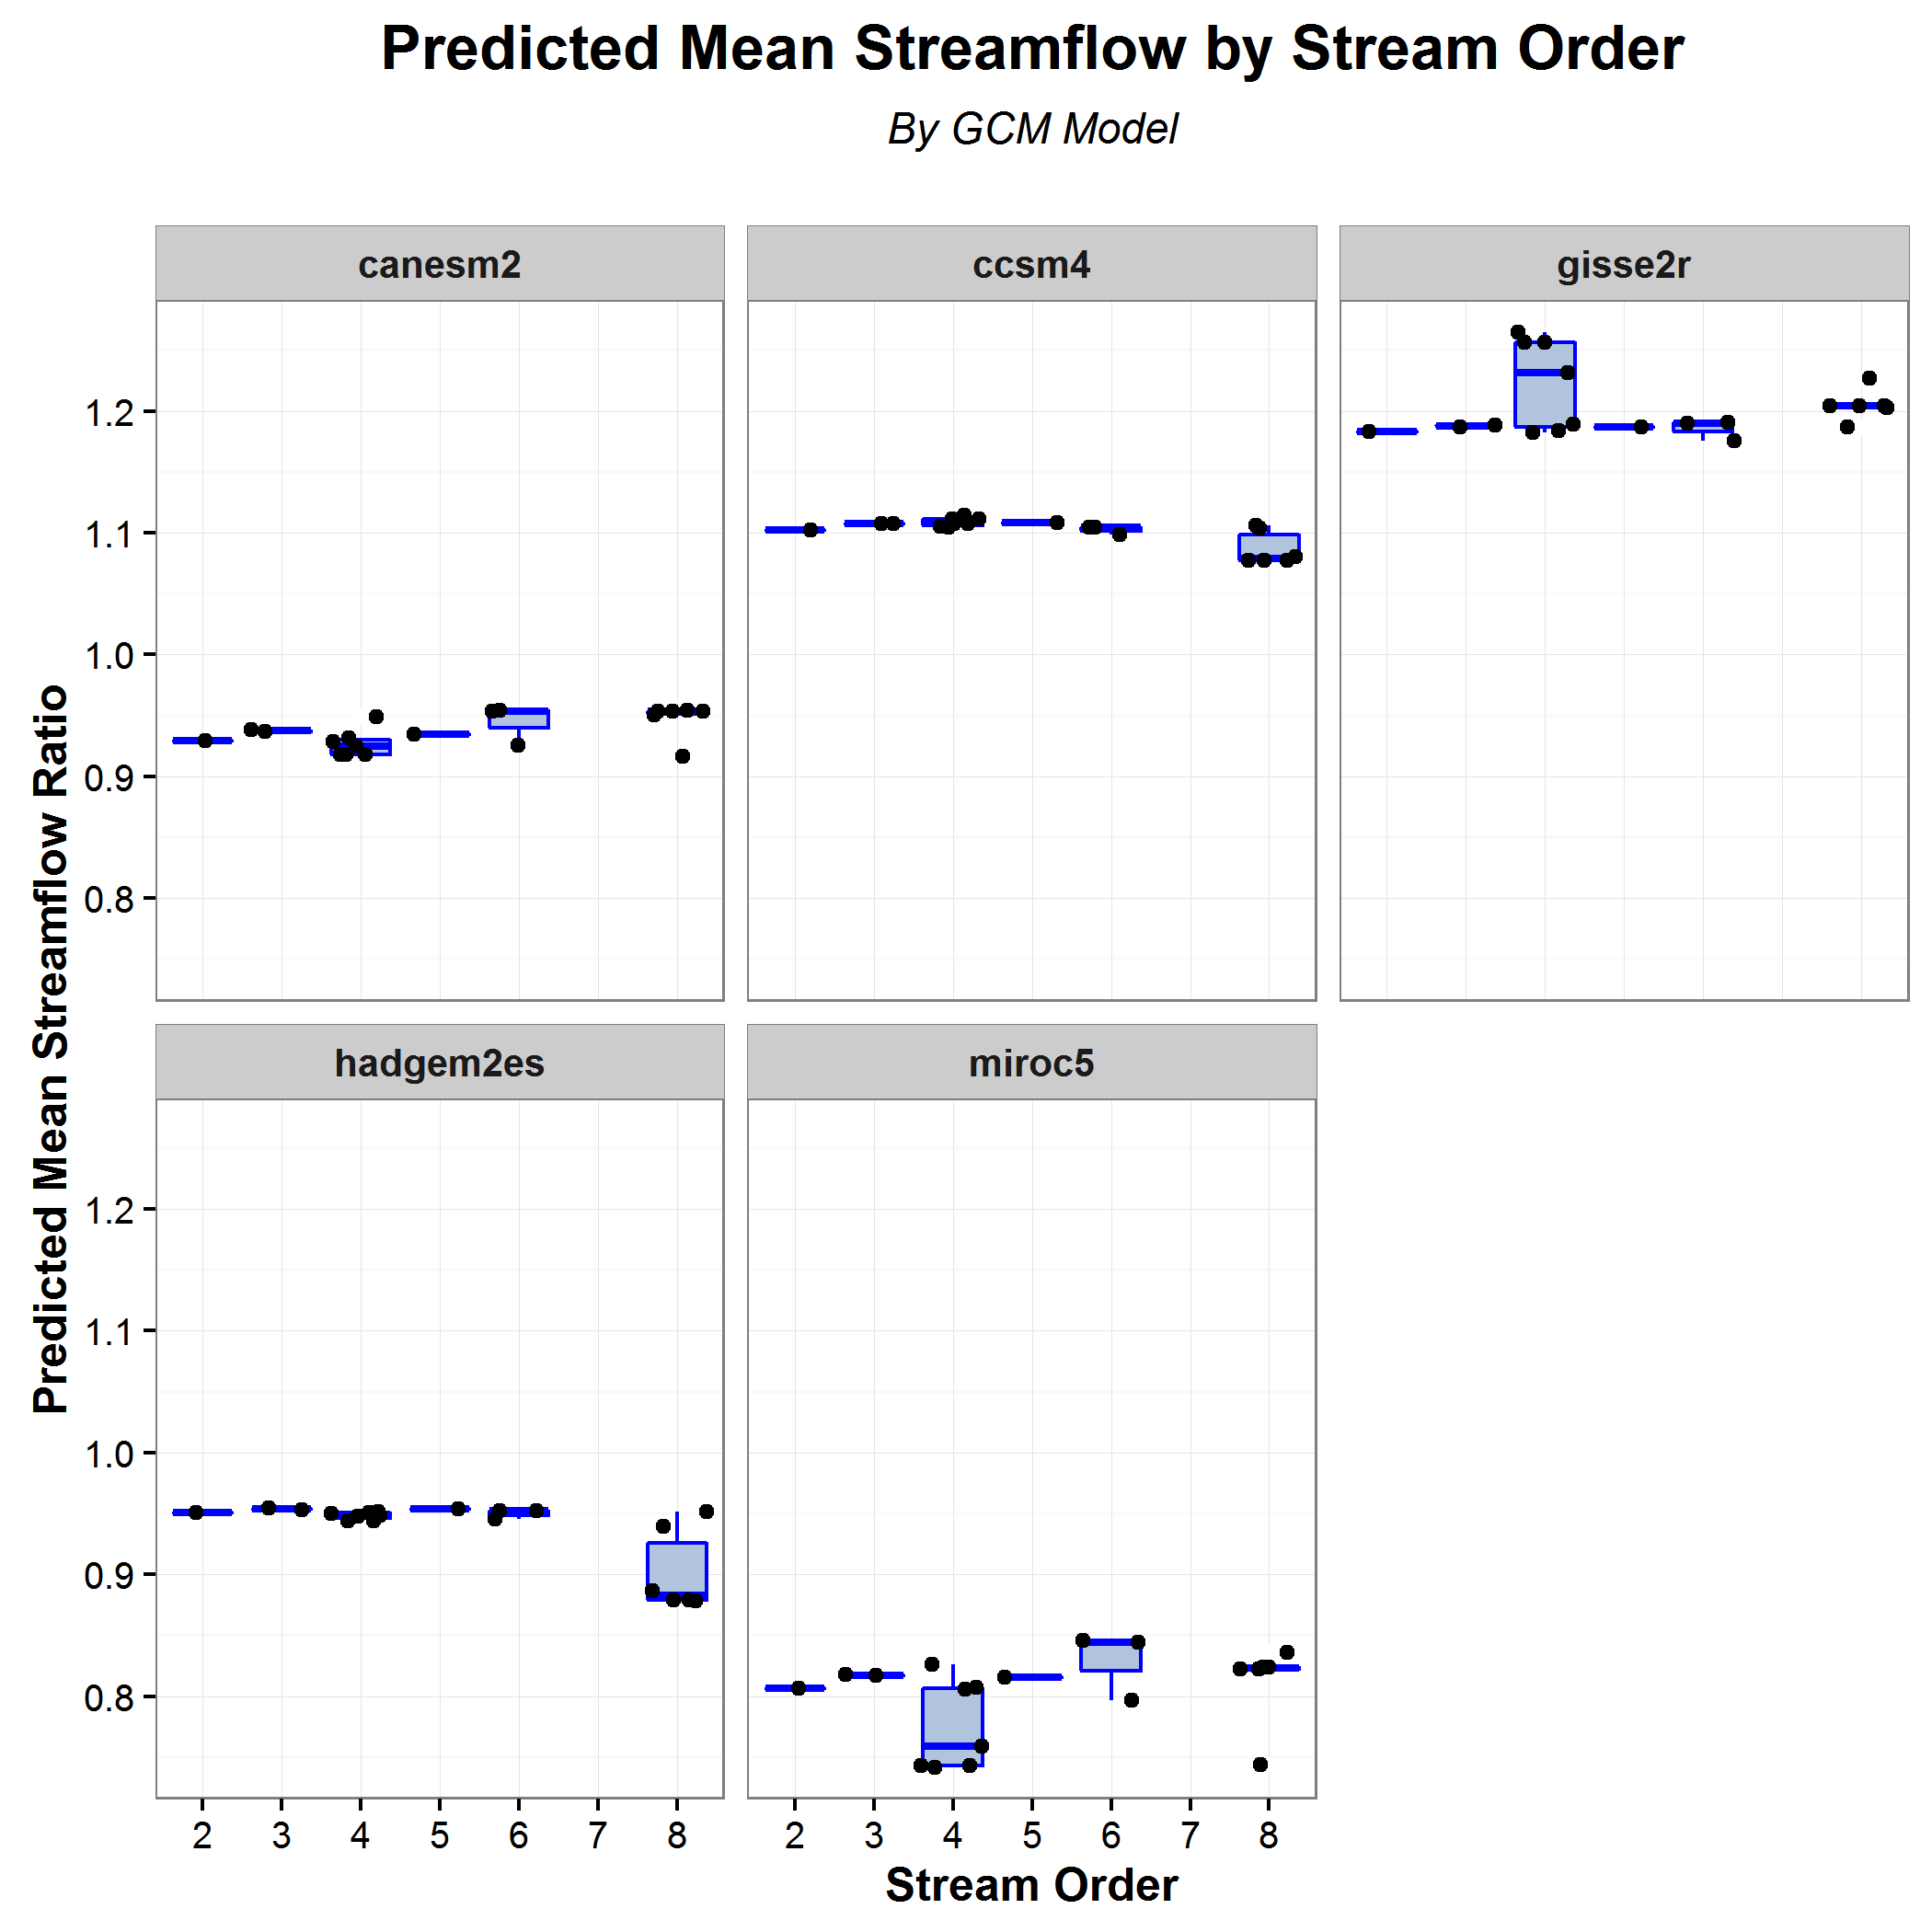 Predicted Mean Streamflow by Stream Order
By GCM Model
canesm2
ccsm4
gisse2r
1.2
1.1
1.0
0.9
0.8
Predicted Mean Streamflow Ratio
hadgem2es
miroc5
1.2
1.1
1.0
0.9
0.8
2 3 4 5 6 7 8
2 3 4 5 6 7 8
Stream Order